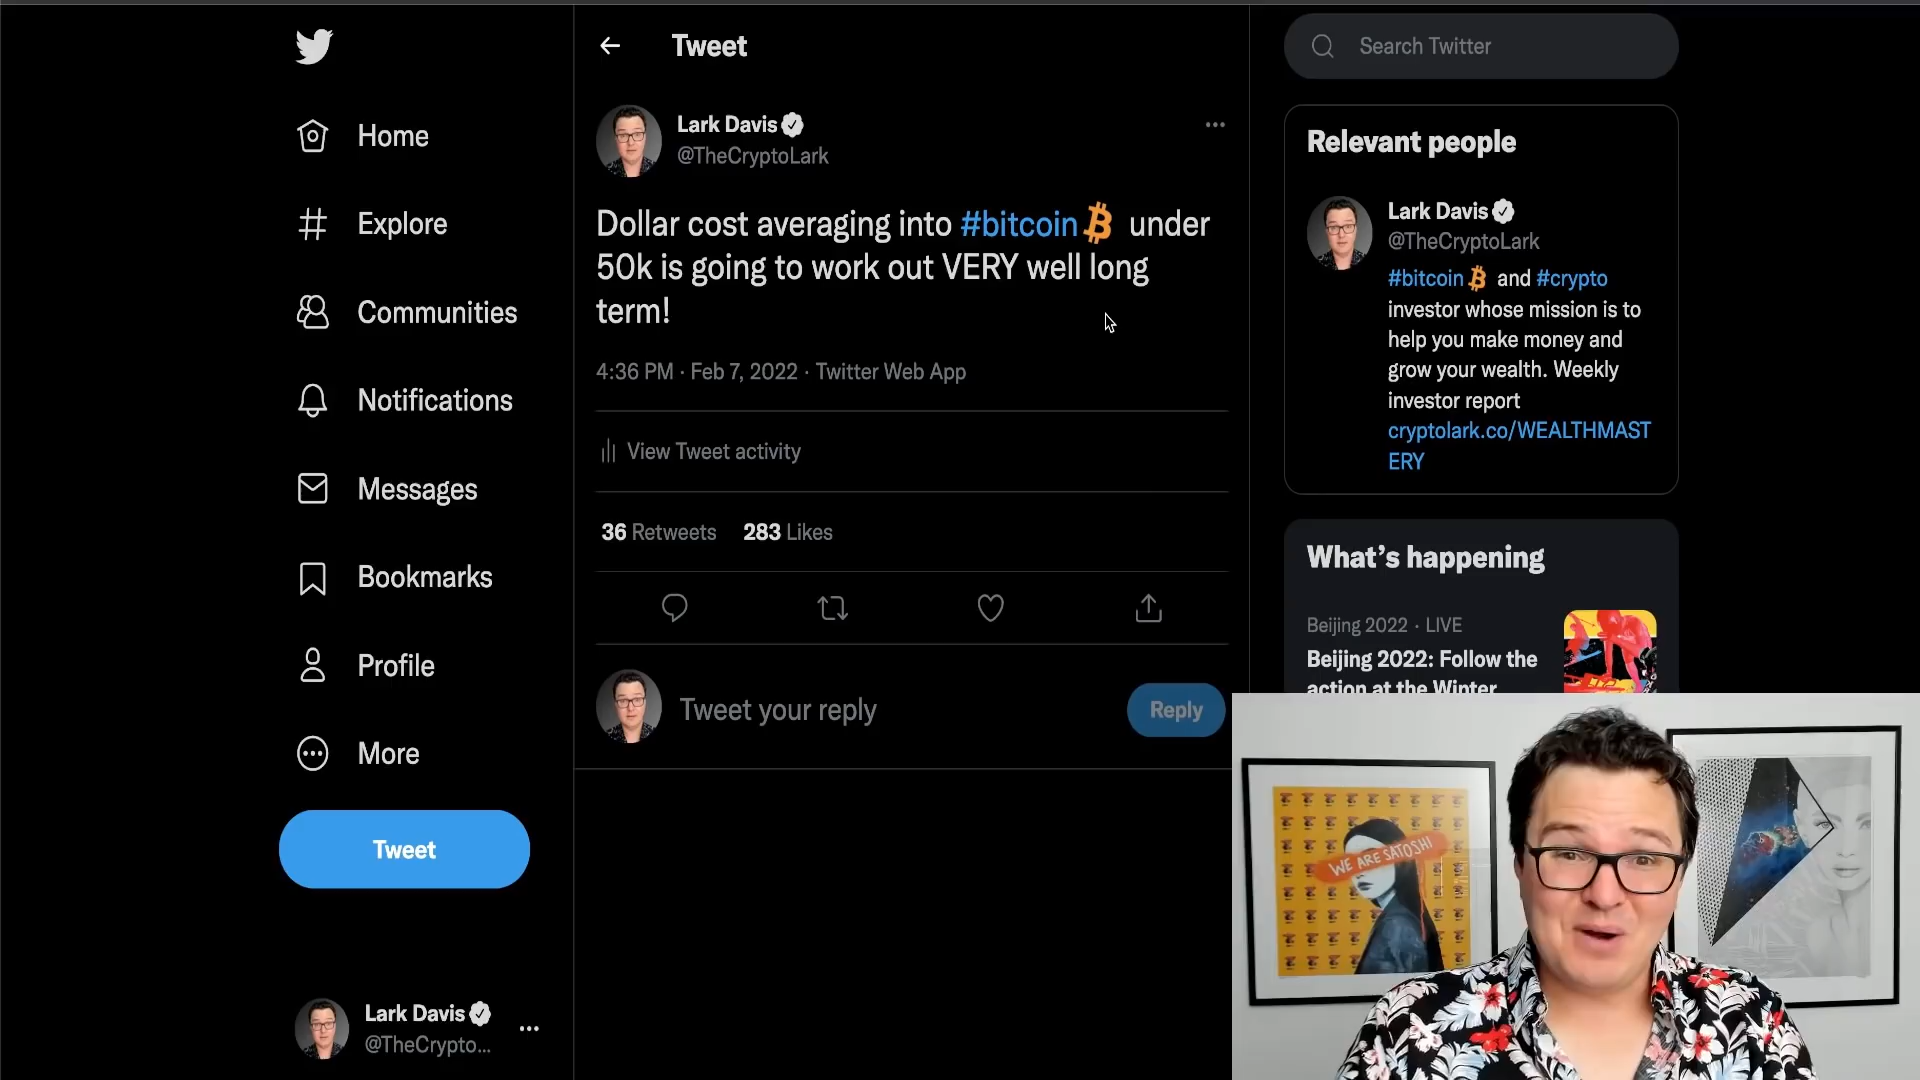 Home
Explore
Communities
Notifications
Messages
Bookmarks
Profile
More
Tweet
Lark Davis
@TheCrypto...
Tweet
Lark Davis
@TheCryptoLark
Dollar cost averaging into #bitcoin under
50k is going to work out VERY well long
term!
4:36 PM · Feb 7, 2022 · Twitter Web App
View Tweet activity
36 Retweets 283 Likes
Tweet your reply
Reply
Search Twitter
Relevant people
Lark Davis
@TheCryptoLark
#bitcoin and #crypto
investor whose mission is to
help you make money and
grow your wealth. Weekly
investor report
cryptolark.co/WEALTHMAST
ERY
What's happening
Beijing 2022 · LIVE
Beijing 2022: Follow the
action at the Winter
WE ARE SATOSHI